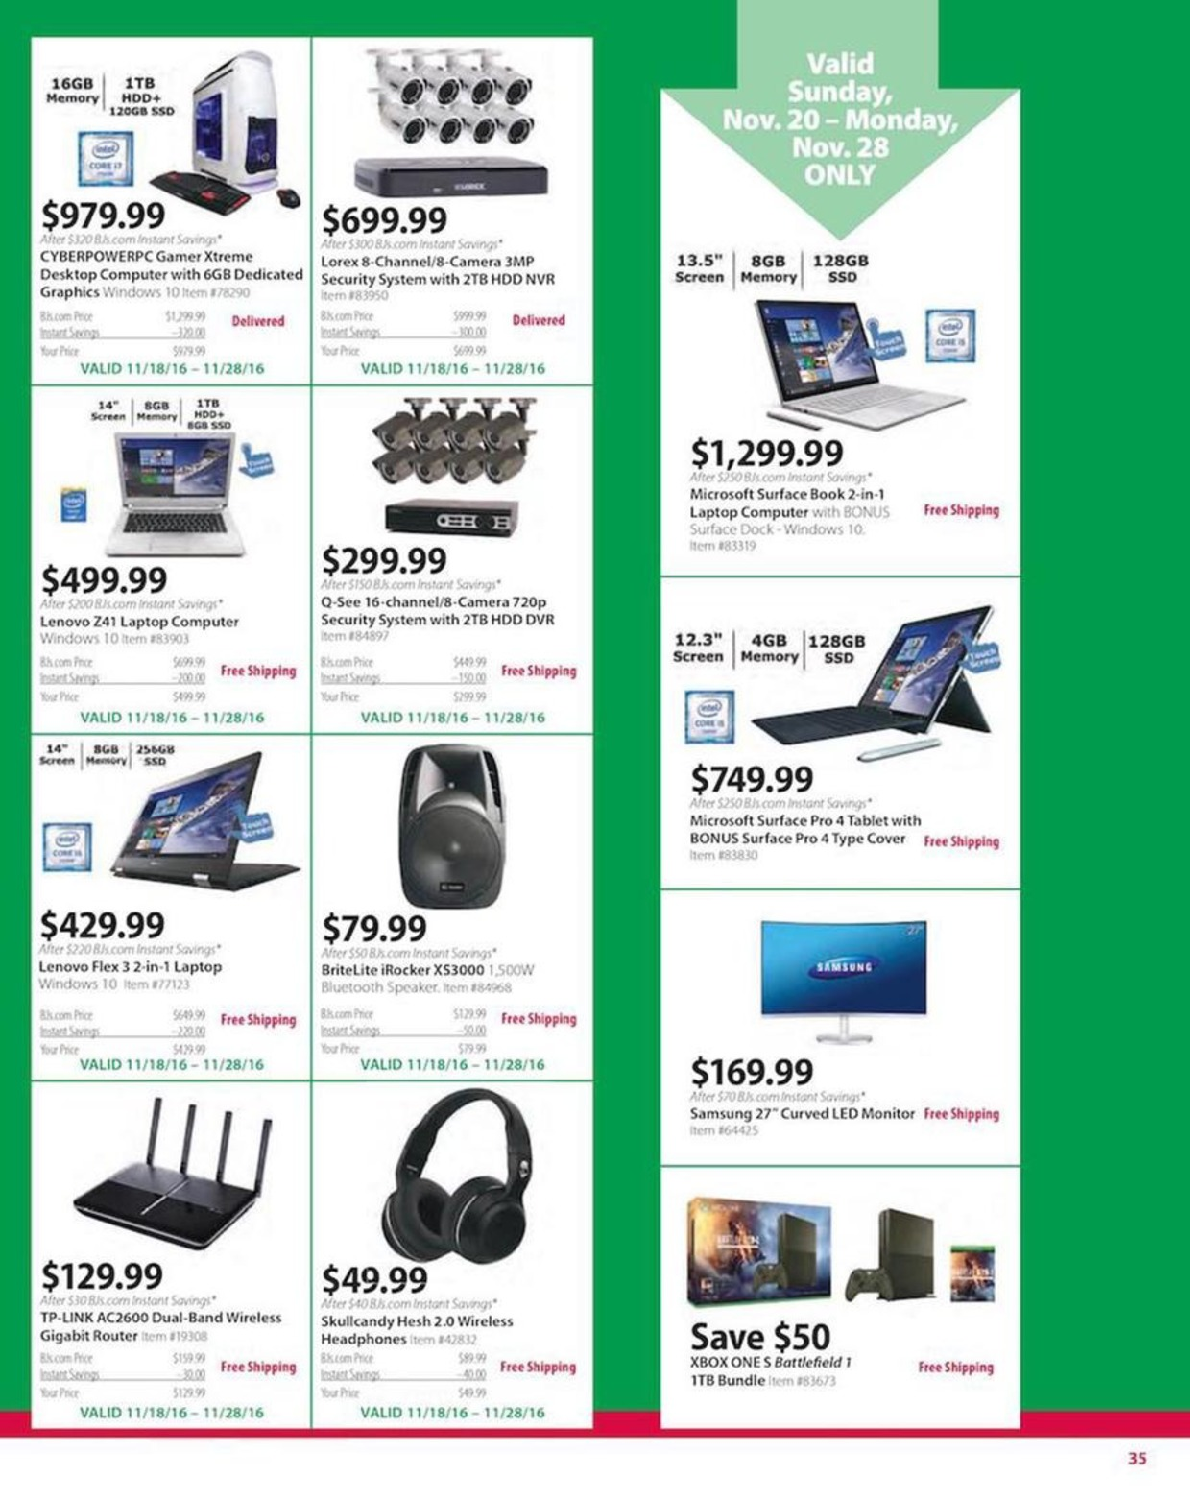 16GB Memory | 1TB HDD+ 120GB SSD
intel CORE i7
$979.99
After $320 BJs.com Instant Savings*
CYBERPOWERPC Gamer Xtreme
Desktop Computer with 6GB Dedicated
Graphics Windows 10 Item #78290
BJs.com Price $1,299.99
Instant Savings –320.00
Your Price $979.99
Delivered
VALID 11/18/16 – 11/28/16
LOREX
$699.99
After $300 BJs.com Instant Savings*
Lorex 8-Channel/8-Camera 3MP
Security System with 2TB HDD NVR
Item #83950
BJs.com Price $999.99
Instant Savings –300.00
Your Price $699.99
Delivered
VALID 11/18/16 – 11/28/16
14" Screen | 8GB Memory | 1TB HDD+ 8GB SSD
Touch Screen
intel
$499.99
After $200 BJs.com Instant Savings*
Lenovo Z41 Laptop Computer
Windows 10 Item #83903
BJs.com Price $699.99
Instant Savings –200.00
Your Price $499.99
Free Shipping
VALID 11/18/16 – 11/28/16
$299.99
After $150 BJs.com Instant Savings*
Q-See 16-channel/8-Camera 720p
Security System with 2TB HDD DVR
Item #84897
BJs.com Price $449.99
Instant Savings –150.00
Your Price $299.99
Free Shipping
VALID 11/18/16 – 11/28/16
14" Screen | 8GB Memory | 256GB SSD
Touch Screen
intel CORE i5
$429.99
After $220 BJs.com Instant Savings*
Lenovo Flex 3 2-in-1 Laptop
Windows 10 Item #77123
BJs.com Price $649.99
Instant Savings –220.00
Your Price $429.99
Free Shipping
VALID 11/18/16 – 11/28/16
$79.99
After $50 BJs.com Instant Savings*
BriteLite iRocker XS3000 1,500W
Bluetooth Speaker. Item #84968
BJs.com Price $129.99
Instant Savings –50.00
Your Price $79.99
Free Shipping
VALID 11/18/16 – 11/28/16
$129.99
After $30 BJs.com Instant Savings*
TP-LINK AC2600 Dual-Band Wireless
Gigabit Router Item #19308
BJs.com Price $159.99
Instant Savings –30.00
Your Price $129.99
Free Shipping
VALID 11/18/16 – 11/28/16
$49.99
After $40 BJs.com Instant Savings*
Skullcandy Hesh 2.0 Wireless
Headphones Item #42832
BJs.com Price $89.99
Instant Savings –40.00
Your Price $49.99
Free Shipping
VALID 11/18/16 – 11/28/16
Valid
Sunday,
Nov. 20 – Monday,
Nov. 28
ONLY
13.5" Screen | 8GB Memory | 128GB SSD
Touch Screen
intel CORE i5
$1,299.99
After $250 BJs.com Instant Savings*
Microsoft Surface Book 2-in-1
Laptop Computer with BONUS
Surface Dock - Windows 10.
Item #83319
Free Shipping
12.3" Screen | 4GB Memory | 128GB SSD
Touch Screen
intel CORE i5
$749.99
After $250 BJs.com Instant Savings*
Microsoft Surface Pro 4 Tablet with
BONUS Surface Pro 4 Type Cover
Item #83830
Free Shipping
27"
SAMSUNG
$169.99
After $70 BJs.com Instant Savings*
Samsung 27" Curved LED Monitor
Item #64425
Free Shipping
Save $50
XBOX ONE S Battlefield 1
1TB Bundle Item #83673
Free Shipping
35